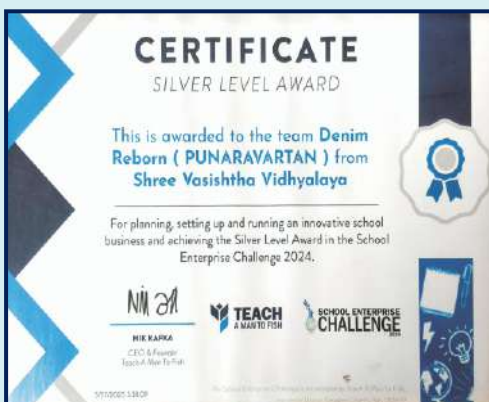 CERTIFICATE
SILVER LEVEL AWARD
This is awarded to the team Denim
Reborn ( PUNARAVARTAN ) from
Shree Vasishtha Vidhyalaya
For planning, setting up and running an innovative school
business and achieving the Silver Level Award in the School
Enterprise Challenge 2024.
NIK KAFKA
CEO & Founder
Teach A Man To Fish
TEACH
A MAN TO FISH
SCHOOL ENTERPRISE
CHALLENGE